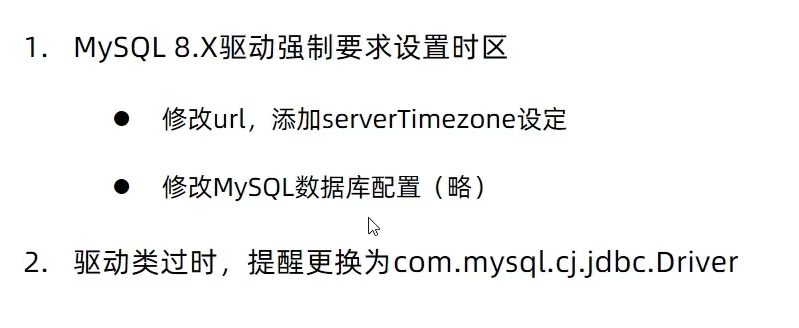 1. MySQL 8.X驱动强制要求设置时区
● 修改url，添加serverTimezone设定
● 修改MySQL数据库配置（略）
2. 驱动类过时，提醒更换为com.mysql.cj.jdbc.Driver